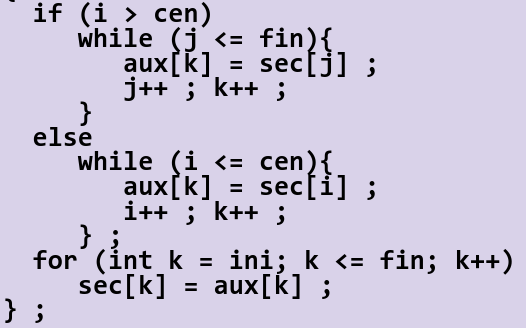 if (i > cen)
while (j <= fin){
aux[k] = sec[j] ;
j++ ; k++ ;
}
else
while (i <= cen){
aux[k] = sec[i] ;
i++ ; k++ ;
} ;
for (int k = ini; k <= fin; k++)
sec[k] = aux[k] ;
} ;